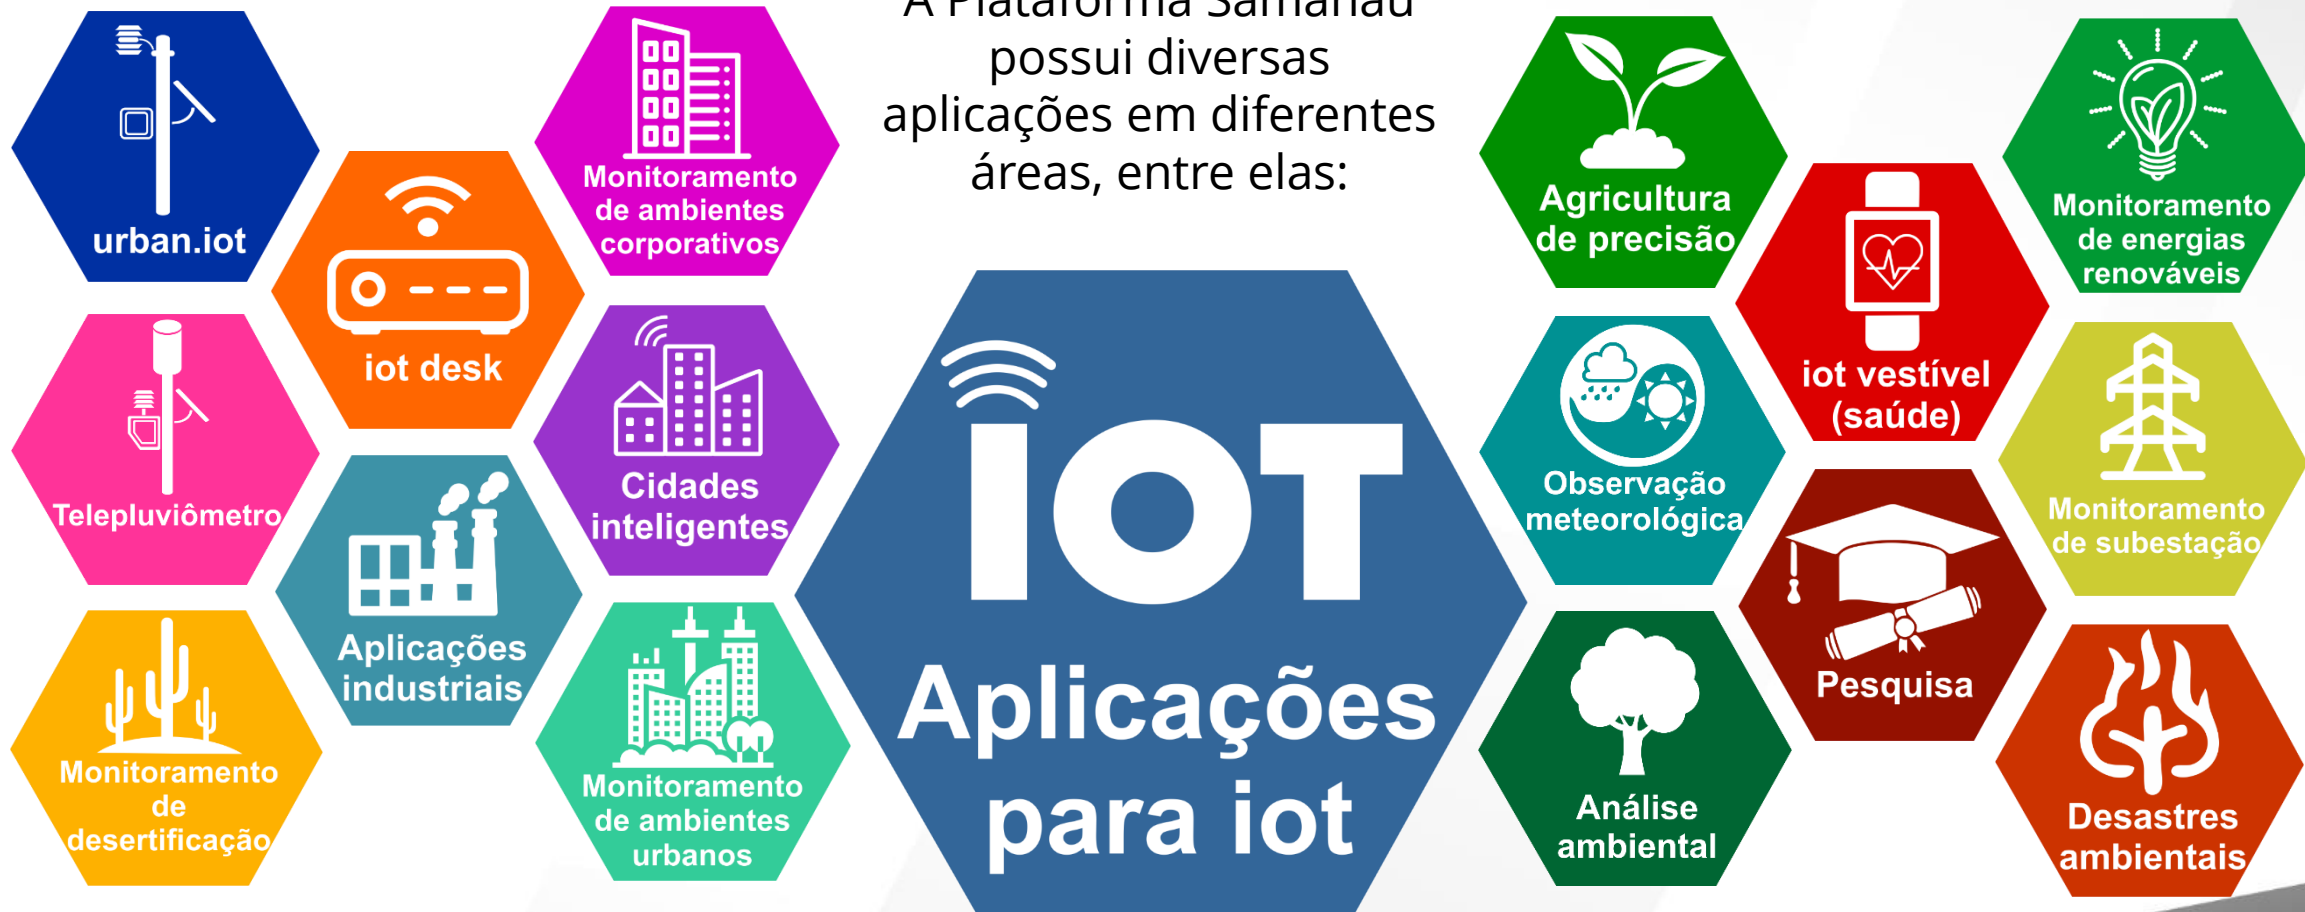 A Plataforma Samanaú
possui diversas
aplicações em diferentes
áreas, entre elas:
urban.iot
iot desk
Monitoramento
de ambientes
corporativos
Telepluviômetro
Cidades
inteligentes
Aplicações
industriais
Monitoramento
de
desertificação
Monitoramento
de ambientes
urbanos
IOT
Aplicações
para iot
Agricultura
de precisão
iot vestível
(saúde)
Monitoramento
de energias
renováveis
Observação
meteorológica
Monitoramento
de subestação
Pesquisa
Análise
ambiental
Desastres
ambientais